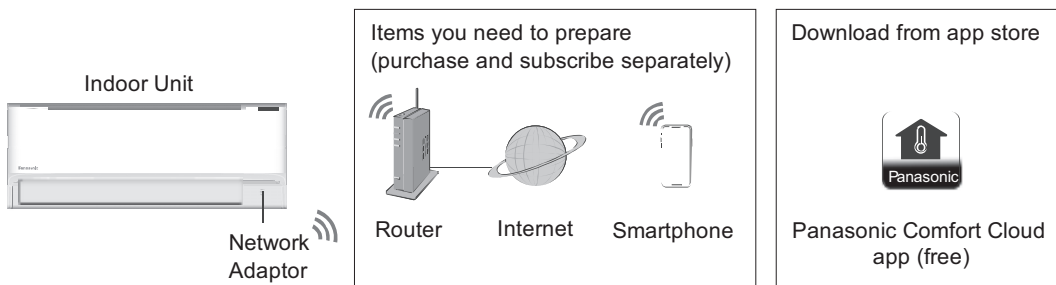 Indoor Unit
Panasonic
Network
Adaptor
Items you need to prepare
(purchase and subscribe separately)
Router
Internet
Smartphone
Download from app store
Panasonic
Panasonic Comfort Cloud
app (free)